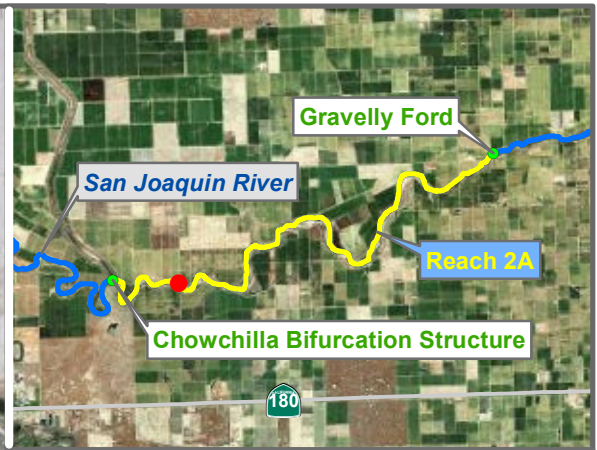 Gravelly Ford
San Joaquin River
Reach 2A
Chowchilla Bifurcation Structure
180